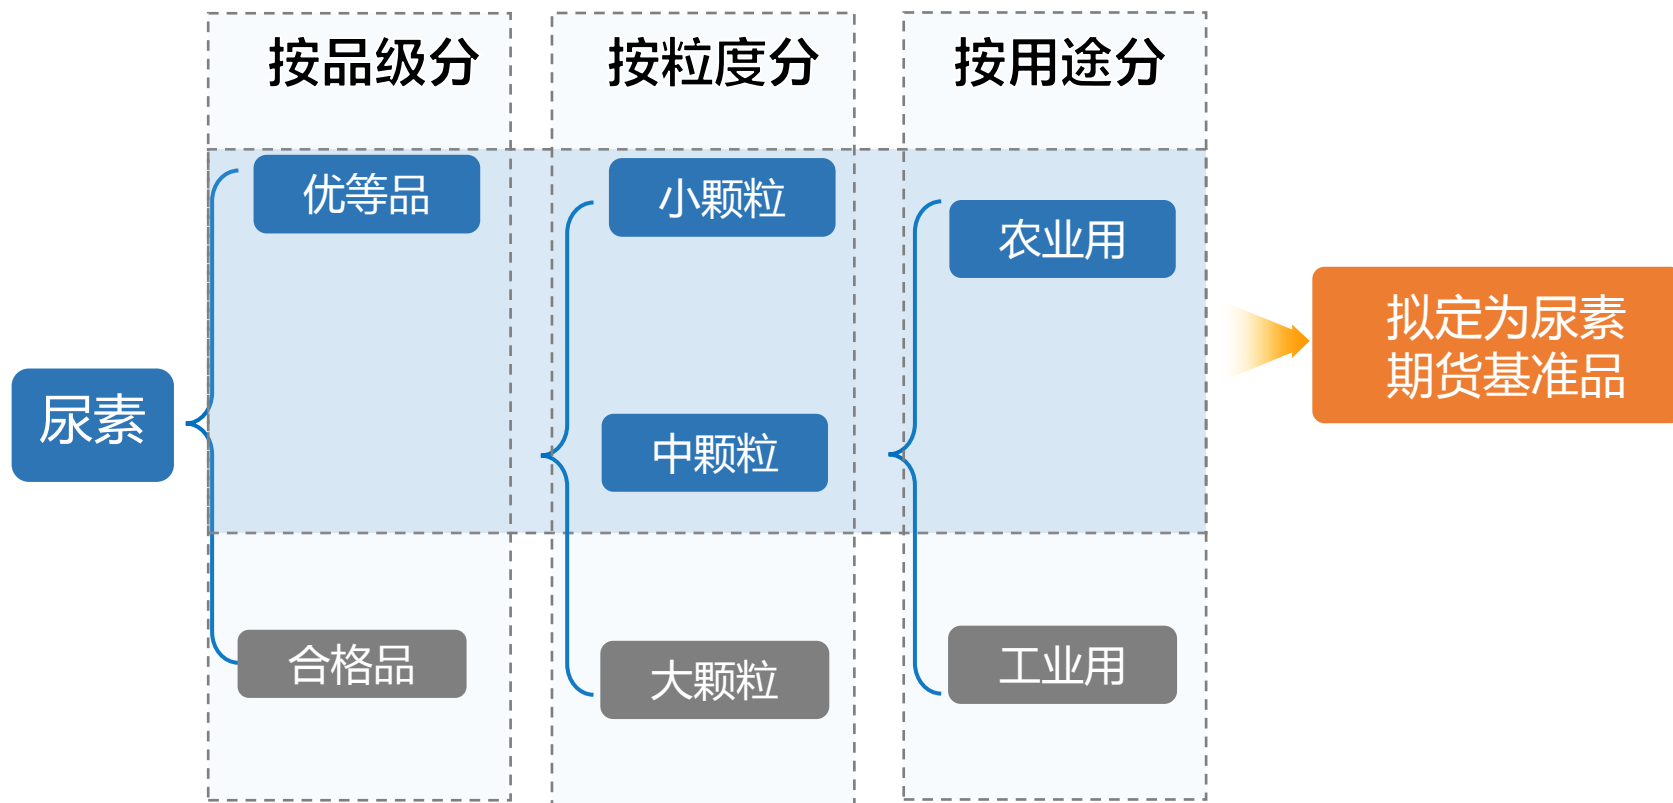 按品级分
按粒度分
按用途分
优等品
小颗粒
农业用
拟定为尿素
期货基准品
尿素
中颗粒
合格品
大颗粒
工业用